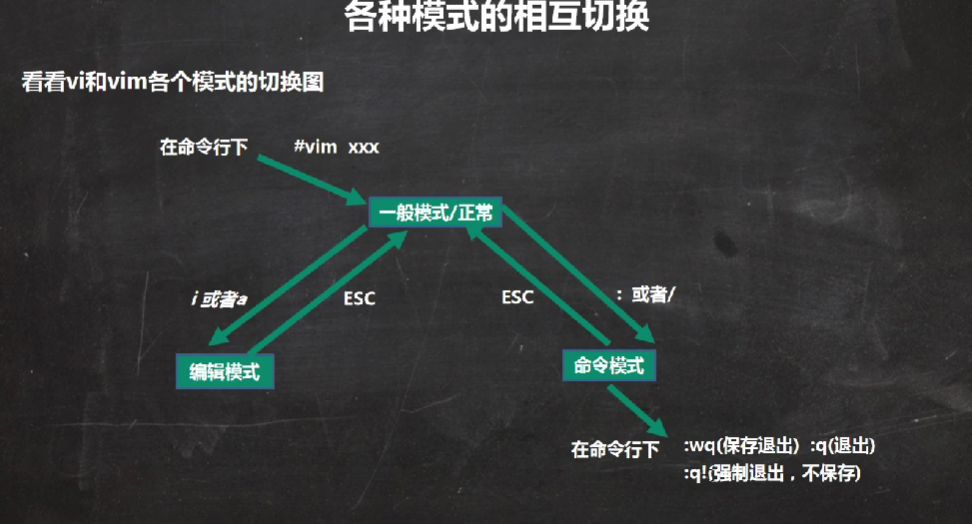 各种模式的相互切换
看看vi和vim各个模式的切换图
在命令行下 #vim xxx
一般模式/正常
i 或者a ESC ESC : 或者/
编辑模式 命令模式
在命令行下 :wq(保存退出) :q(退出)
:q!(强制退出，不保存)